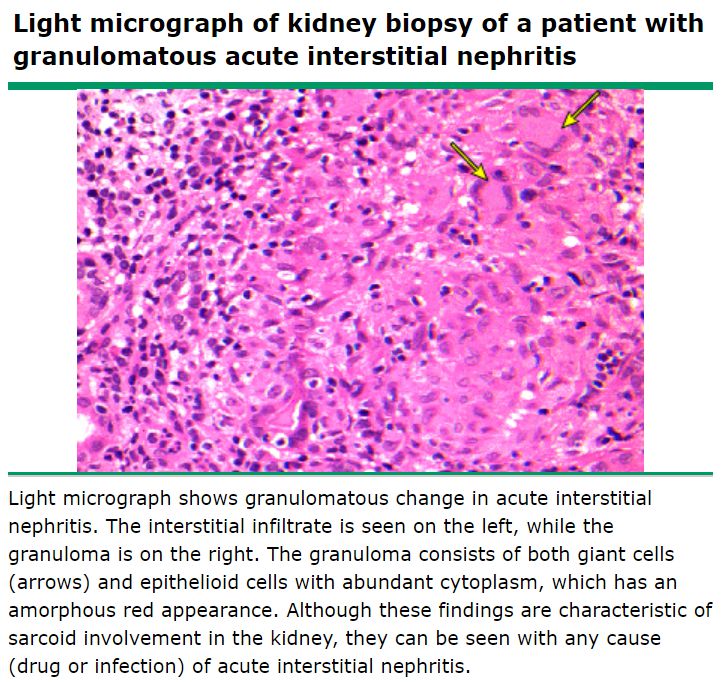 Light micrograph of kidney biopsy of a patient with
granulomatous acute interstitial nephritis
Light micrograph shows granulomatous change in acute interstitial
nephritis. The interstitial infiltrate is seen on the left, while the
granuloma is on the right. The granuloma consists of both giant cells
(arrows) and epithelioid cells with abundant cytoplasm, which has an
amorphous red appearance. Although these findings are characteristic of
sarcoid involvement in the kidney, they can be seen with any cause
(drug or infection) of acute interstitial nephritis.